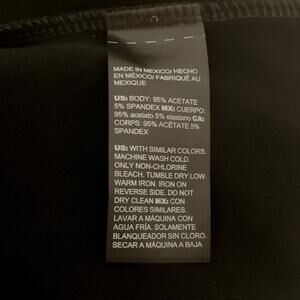 MADE IN MEXICO/ HECHO
EN MÉXICO/ FABRIQUÉ AU
MEXIQUE
US: BODY: 95% ACETATE
5% SPANDEX MX: CUERPO:
95% acetato 5% elastano CA:
CORPS: 95% ACÉTATE 5%
SPANDEX
US: WITH SIMILAR COLORS.
MACHINE WASH COLD.
ONLY NON-CHLORINE
BLEACH. TUMBLE DRY LOW.
WARM IRON. IRON ON
REVERSE SIDE. DO NOT
DRY CLEAN MX: CON
COLORES SIMILARES.
LAVAR A MÁQUINA CON
AGUA FRÍA. SOLAMENTE
BLANQUEADOR SIN CLORO.
SECAR A MÁQUINA A BAJA